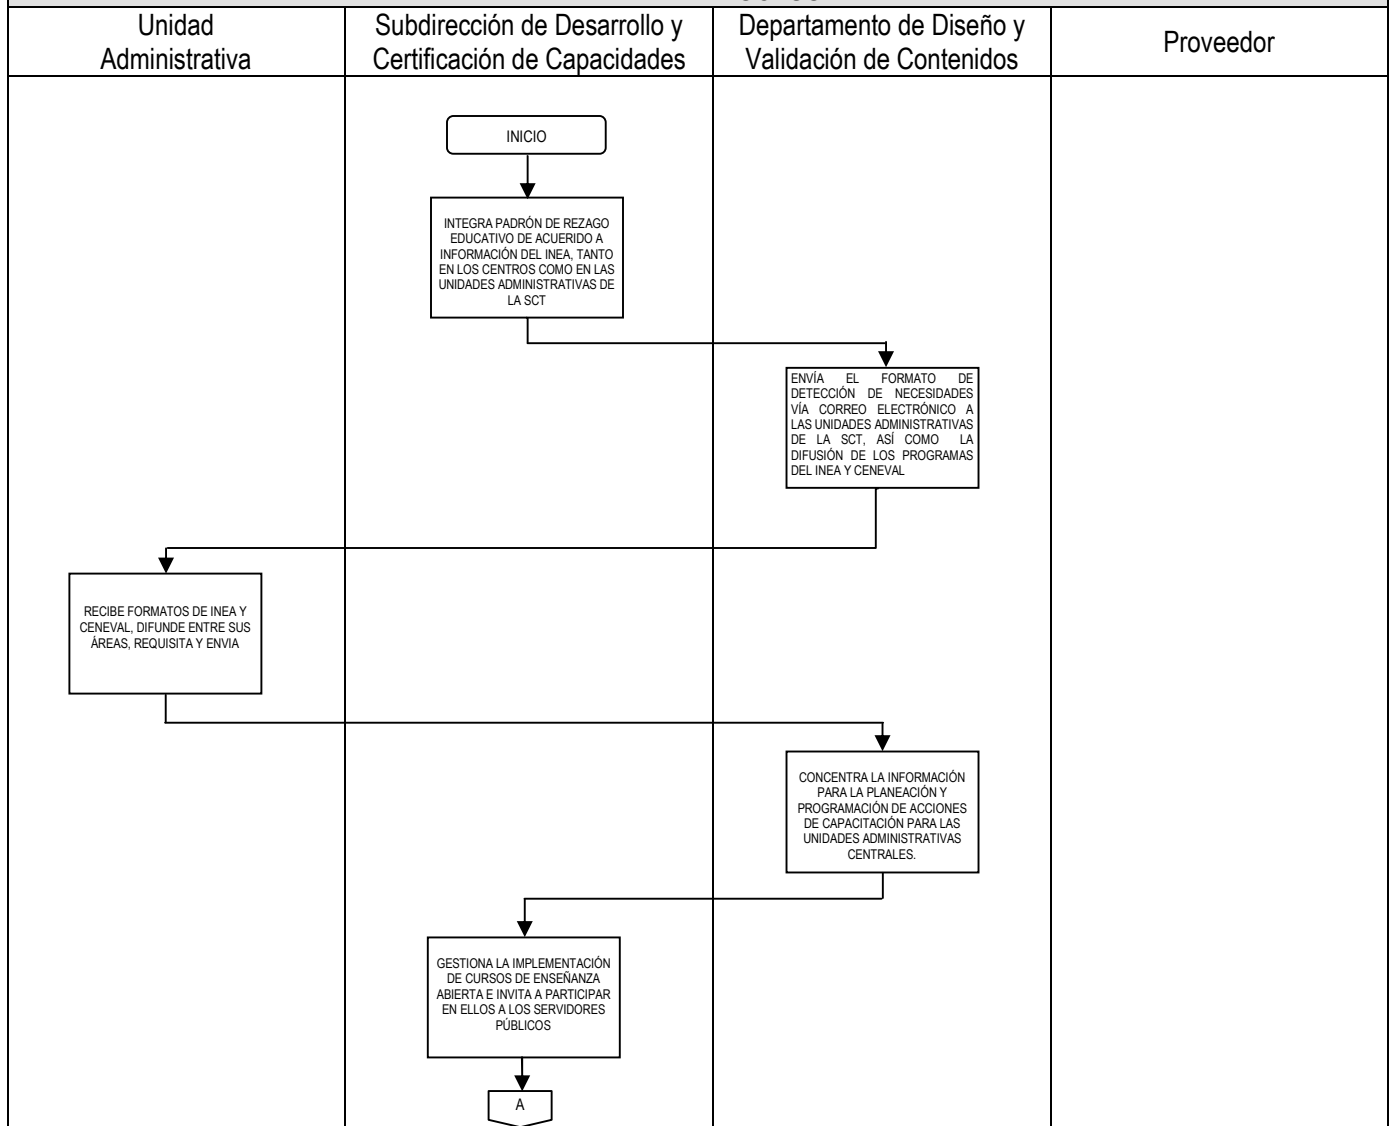 Unidad
Administrativa
Subdirección de Desarrollo y
Certificación de Capacidades
Departamento de Diseño y
Validación de Contenidos
Proveedor
INICIO
INTEGRA PADRÓN DE REZAGO
EDUCATIVO DE ACUERIDO A
INFORMACIÓN DEL INEA, TANTO
EN LOS CENTROS COMO EN LAS
UNIDADES ADMINISTRATIVAS DE
LA SCT
ENVÍA EL FORMATO DE
DETECCIÓN DE NECESIDADES
VÍA CORREO ELECTRÓNICO A
LAS UNIDADES ADMINISTRATIVAS
DE LA SCT, ASÍ COMO LA
DIFUSIÓN DE LOS PROGRAMAS
DEL INEA Y CENEVAL
RECIBE FORMATOS DE INEA Y
CENEVAL, DIFUNDE ENTRE SUS
ÁREAS, REQUISITA Y ENVIA
CONCENTRA LA INFORMACIÓN
PARA LA PLANEACIÓN Y
PROGRAMACIÓN DE ACCIONES
DE CAPACITACIÓN PARA LAS
UNIDADES ADMINISTRATIVAS
CENTRALES.
GESTIONA LA IMPLEMENTACIÓN
DE CURSOS DE ENSEÑANZA
ABIERTA E INVITA A PARTICIPAR
EN ELLOS A LOS SERVIDORES
PÚBLICOS
A